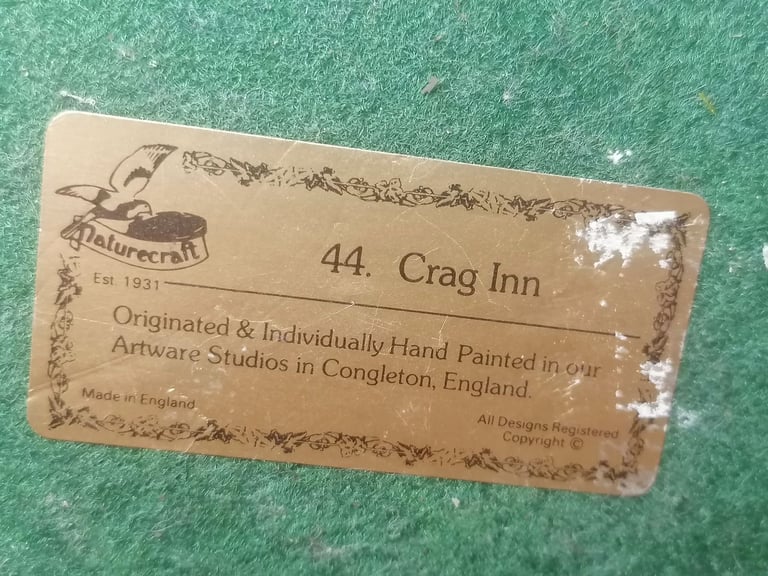 Naturecraft
Est. 1931
44. Crag Inn
Originated & Individually Hand Painted in our
Artware Studios in Congleton, England.
Made in England
All Designs Registered
Copyright ©